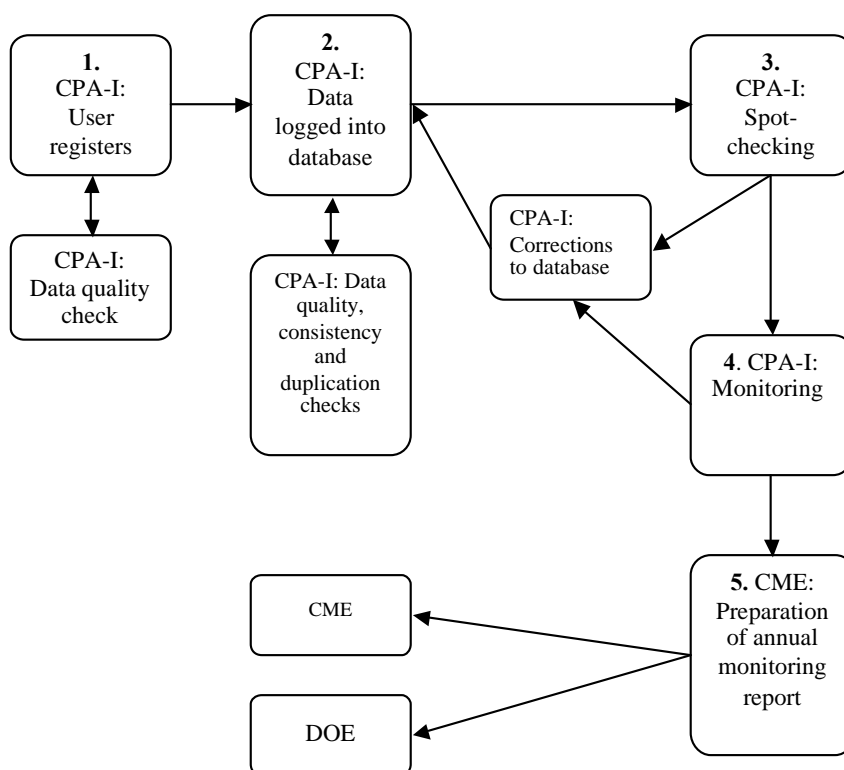 1.
CPA-I:
User
registers
2.
CPA-I:
Data
logged into
database
3.
CPA-I:
Spot-
checking
CPA-I:
Data quality
check
CPA-I: Data
quality,
consistency
and
duplication
checks
CPA-I:
Corrections
to database
4. CPA-I:
Monitoring
5. CME:
Preparation
of annual
monitoring
report
CME
DOE